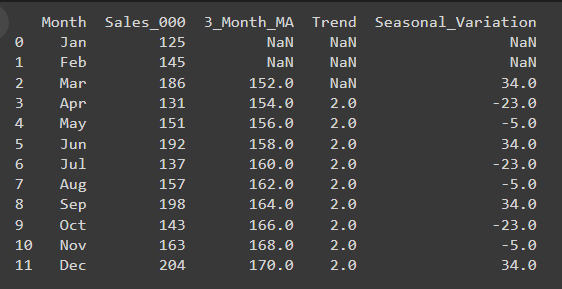 Month Sales_000 3_Month_MA Trend Seasonal_Variation
0 Jan 125 NaN NaN NaN
1 Feb 145 NaN NaN NaN
2 Mar 186 152.0 NaN 34.0
3 Apr 131 154.0 2.0 -23.0
4 May 151 156.0 2.0 -5.0
5 Jun 192 158.0 2.0 34.0
6 Jul 137 160.0 2.0 -23.0
7 Aug 157 162.0 2.0 -5.0
8 Sep 198 164.0 2.0 34.0
9 Oct 143 166.0 2.0 -23.0
10 Nov 163 168.0 2.0 -5.0
11 Dec 204 170.0 2.0 34.0